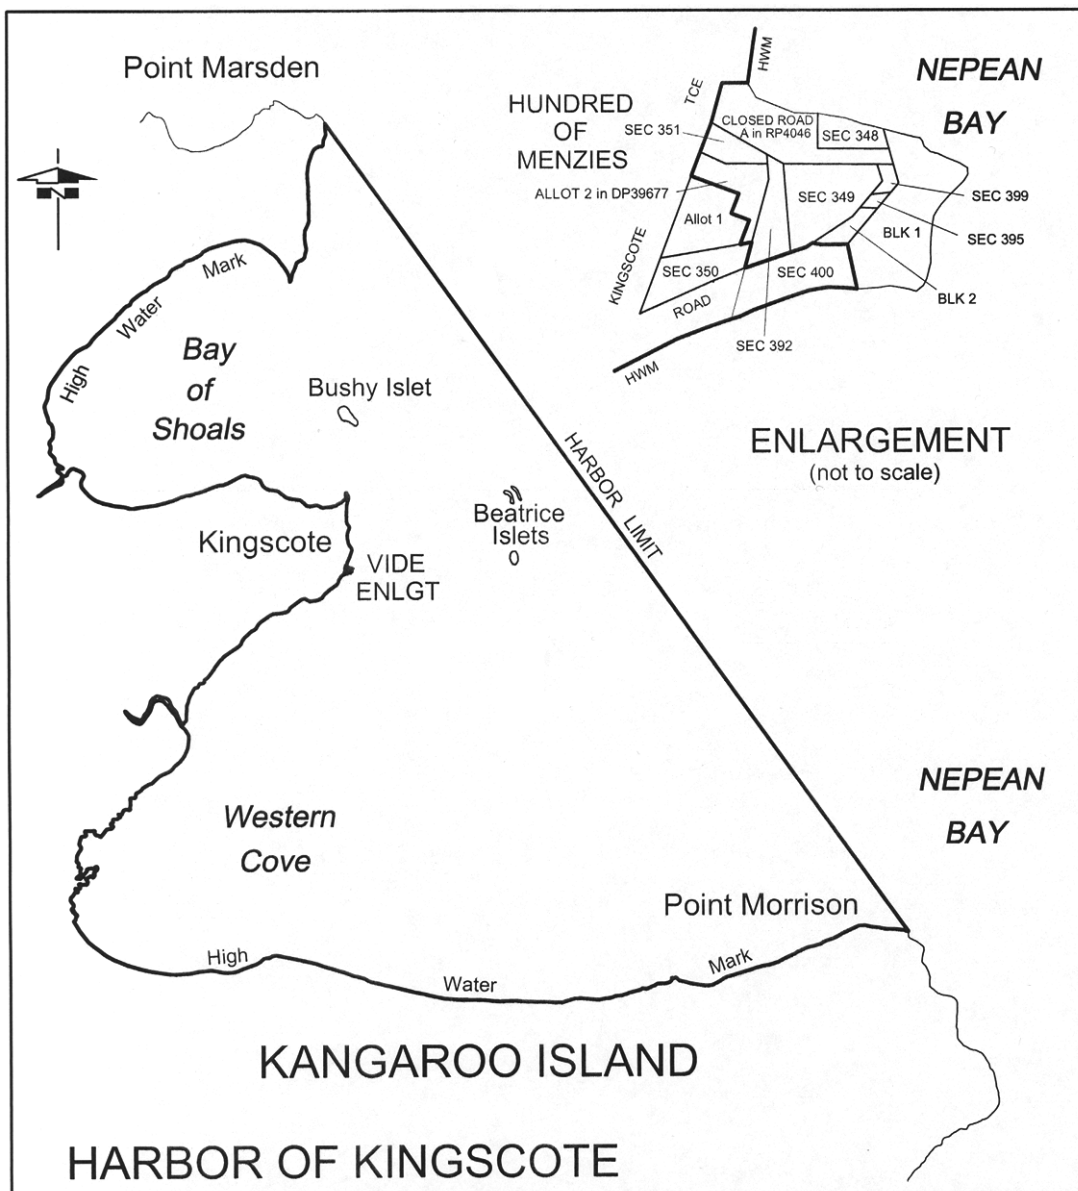 Point Marsden
NEPEAN
BAY
HUNDRED
OF
MENZIES
HWM
TCE
SEC 351
CLOSED ROAD
A in RP4046
SEC 348
ALLOT 2 in DP39677
SEC 349
SEC 399
Allot 1
BLK 1
SEC 395
KINGSCOTE
SEC 350
SEC 400
ROAD
BLK 2
SEC 392
HWM
ENLARGEMENT
(not to scale)
High Water Mark
Bay
of
Shoals
Bushy Islet
HARBOR LIMIT
Beatrice
Islets
Kingscote
VIDE
ENLGT
NEPEAN
BAY
Western
Cove
Point Morrison
High Water Mark
KANGAROO ISLAND
HARBOR OF KINGSCOTE
N